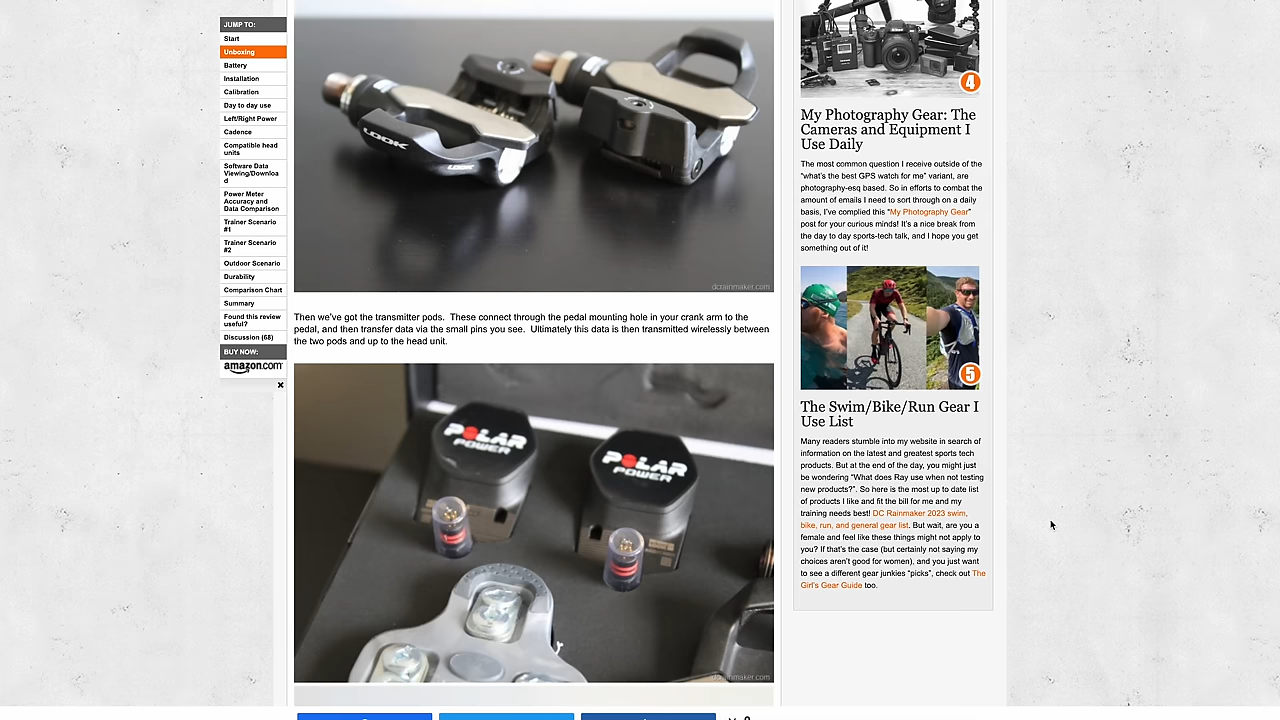 JUMP TO:
Start
Unboxing
Battery
Installation
Calibration
Day to day use
Left/Right Power
Cadence
Compatible head
units
Software Data
Viewing/Downloa
d
Power Meter
Accuracy and
Data Comparison
Trainer Scenario
#1
Trainer Scenario
#2
Outdoor Scenario
Durability
Comparison Chart
Summary
Found this review
useful?
Discussion (68)
BUY NOW:
amazon.com
LOOK
dcrainmaker.com
Then we've got the transmitter pods.  These connect through the pedal mounting hole in your crank arm to the
pedal, and then transfer data via the small pins you see.  Ultimately this data is then transmitted wirelessly between
the two pods and up to the head unit.
POLAR
POWER
POLAR
POWER
dcrainmaker.com
4
My Photography Gear: The
Cameras and Equipment I
Use Daily
The most common question I receive outside of the
“what’s the best GPS watch for me” variant, are
photography-esq based. So in efforts to combat the
amount of emails I need to sort through on a daily
basis, I’ve complied this “My Photography Gear”
post for your curious minds! It’s a nice break from
the day to day sports-tech talk, and I hope you get
something out of it!
5
The Swim/Bike/Run Gear I
Use List
Many readers stumble into my website in search of
information on the latest and greatest sports tech
products. But at the end of the day, you might just
be wondering “What does Ray use when not testing
new products?”. So here is the most up to date list
of products I like and fit the bill for me and my
training needs best! DC Rainmaker 2023 swim,
bike, run, and general gear list. But wait, are you a
female and feel like these things might not apply to
you? If that’s the case (but certainly not saying my
choices aren’t good for women), and you just want
to see a different gear junkies “picks”, check out The
Girl’s Gear Guide too.